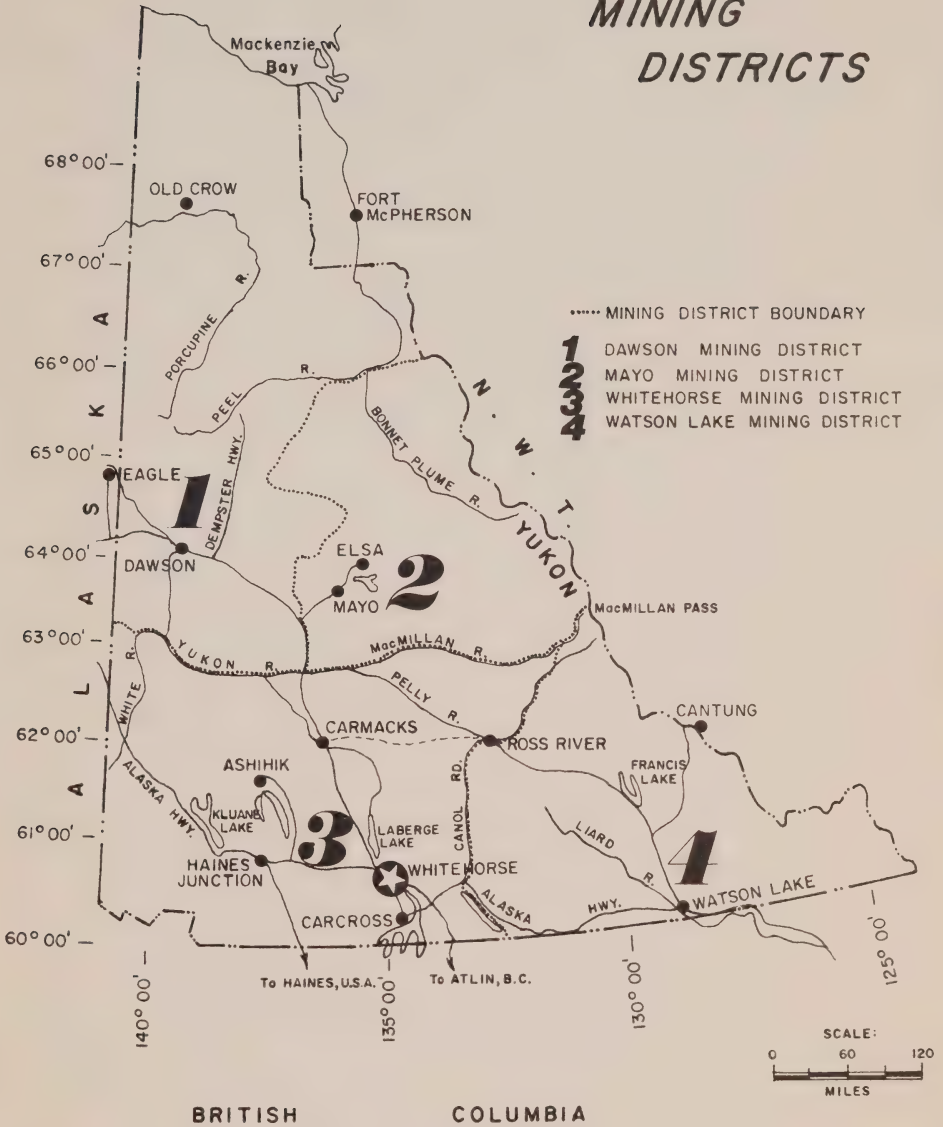 MINING
DISTRICTS
Mackenzie
Bay
68°00'
OLD CROW
FORT
McPHERSON
67°00'
PORCUPINE R.
66°00'
PEEL R.
BONNET PLUME R.
N. W. T.
YUKON
...... MINING DISTRICT BOUNDARY
1 DAWSON MINING DISTRICT
2 MAYO MINING DISTRICT
3 WHITEHORSE MINING DISTRICT
4 WATSON LAKE MINING DISTRICT
65°00'
EAGLE
1
DEMPSTER HWY.
ALASKA
64°00'
DAWSON
ELSA
MAYO
2
MacMILLAN PASS
63°00'
YUKON R.
MacMILLAN R.
WHITE R.
PELLY R.
CANTUNG
62°00'
CARMACKS
ROSS RIVER
ASHIHIK
FRANCIS
LAKE
ALASKA HWY.
KLUANE
LAKE
61°00'
3
LABERGE
LAKE
CANOL RD.
LIARD R.
4
HAINES
JUNCTION
WHITEHORSE
WATSON LAKE
CARCROSS
ALASKA HWY.
60°00'
To HAINES, U.S.A.
To ATLIN, B.C.
140°00'
135°00'
130°00'
125°00'
SCALE:
0 60 120
MILES
BRITISH COLUMBIA